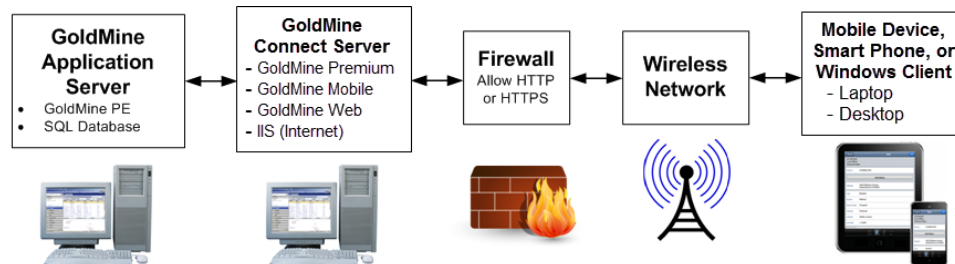 GoldMine
Application
Server
• GoldMine PE
• SQL Database
GoldMine
Connect Server
- GoldMine Premium
- GoldMine Mobile
- GoldMine Web
- IIS (Internet)
Firewall
Allow HTTP
or HTTPS
Wireless
Network
Mobile Device,
Smart Phone, or
Windows Client
- Laptop
- Desktop